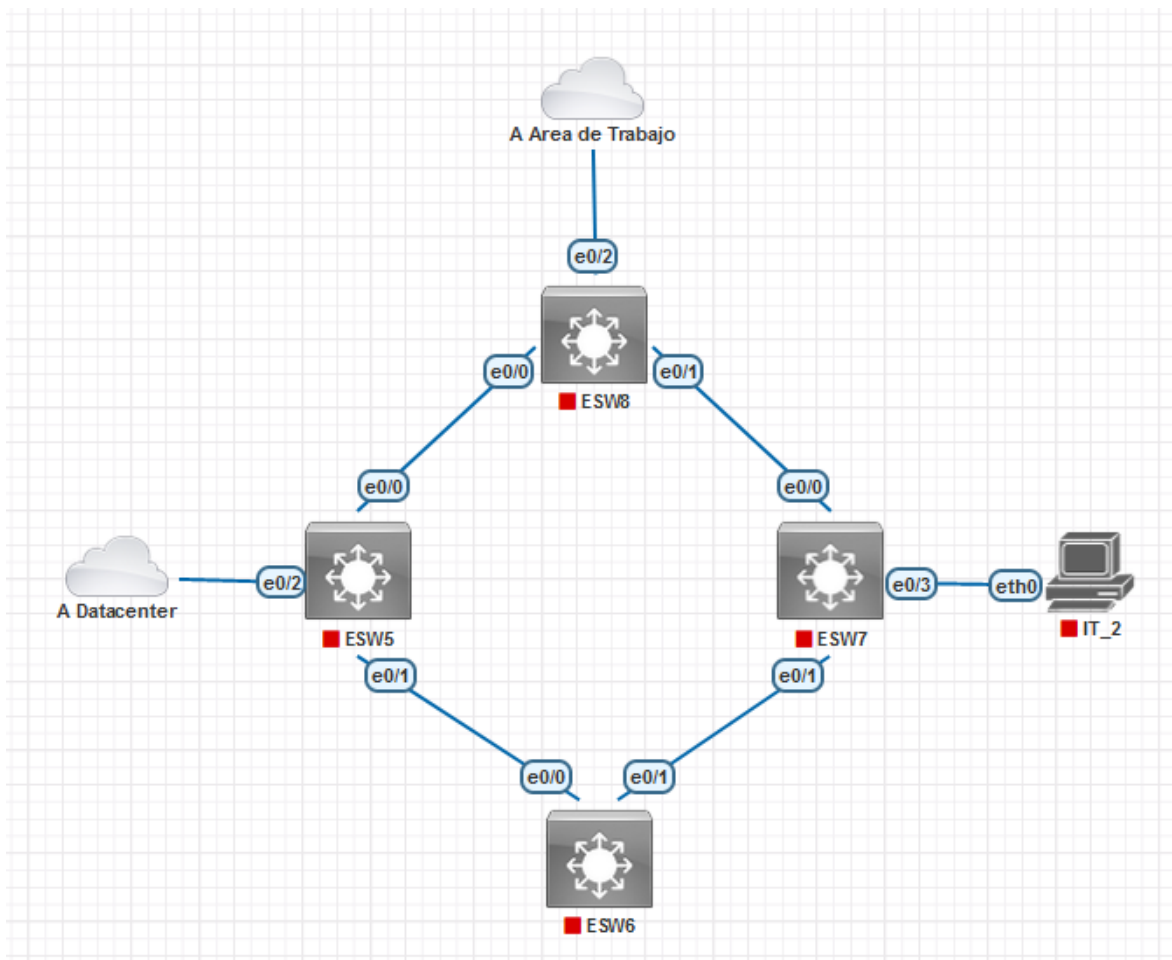 A Area de Trabajo
e0/2
e0/0
e0/1
ESW8
e0/0
e0/0
A Datacenter
e0/2
ESW5
e0/3
eth0
ESW7
IT_2
e0/1
e0/1
e0/0
e0/1
ESW6